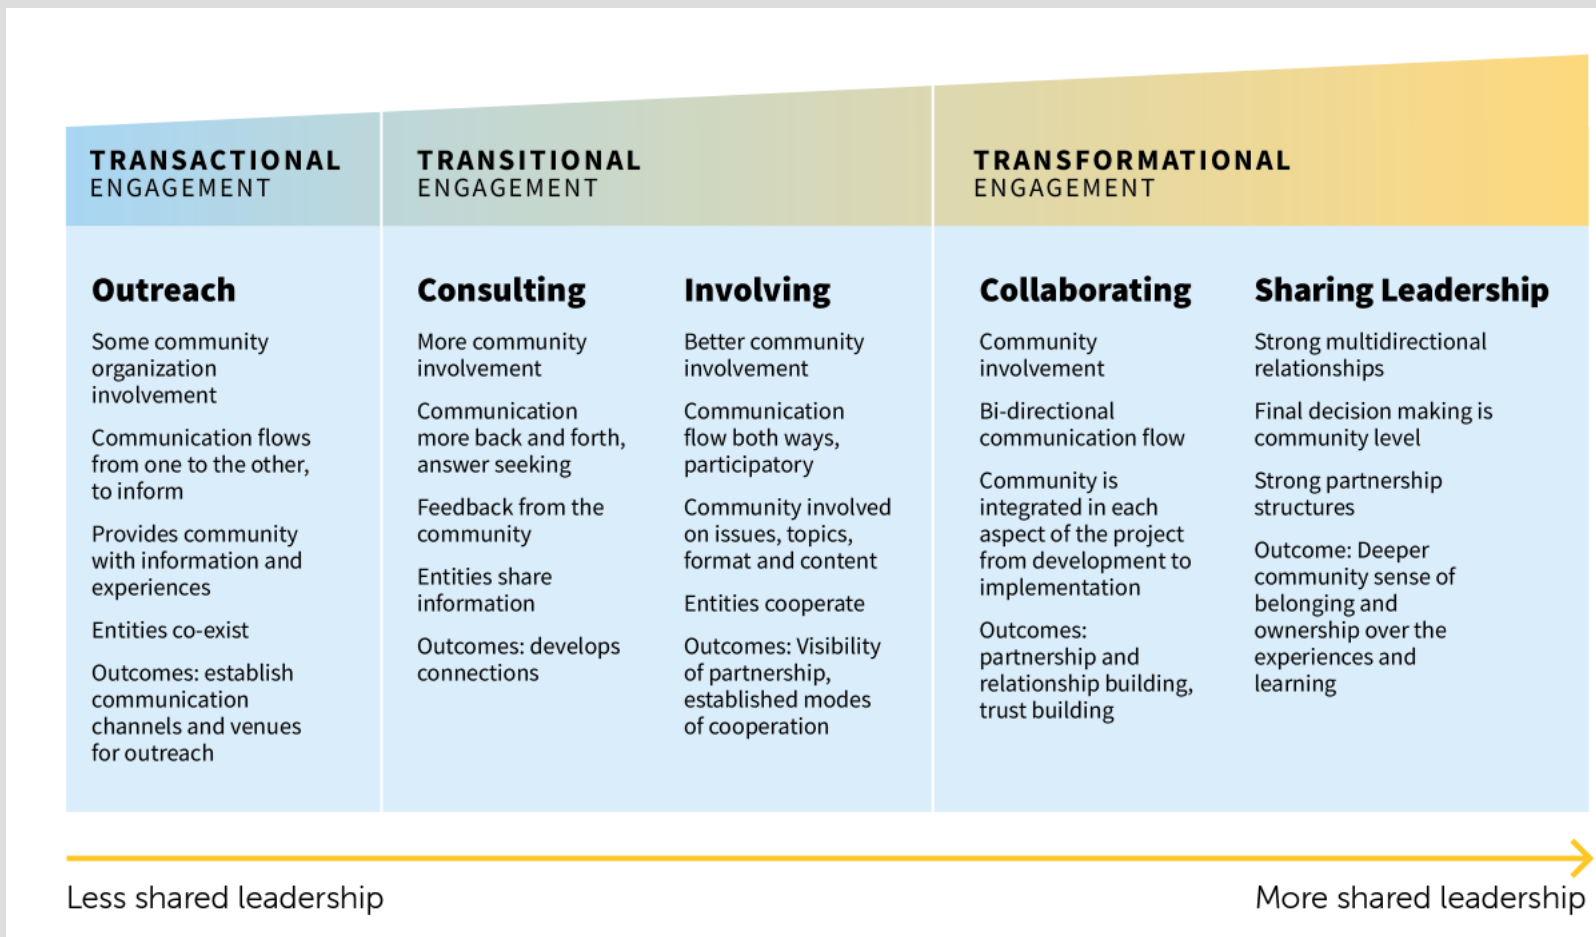 TRANSACTIONAL
ENGAGEMENT
TRANSITIONAL
ENGAGEMENT
TRANSFORMATIONAL
ENGAGEMENT
Outreach
Some community
organization
involvement
Communication flows
from one to the other,
to inform
Provides community
with information and
experiences
Entities co-exist
Outcomes: establish
communication
channels and venues
for outreach
Consulting
More community
involvement
Communication
more back and forth,
answer seeking
Feedback from the
community
Entities share
information
Outcomes: develops
connections
Involving
Better community
involvement
Communication
flow both ways,
participatory
Community involved
on issues, topics,
format and content
Entities cooperate
Outcomes: Visibility
of partnership,
established modes
of cooperation
Collaborating
Community
involvement
Bi-directional
communication flow
Community is
integrated in each
aspect of the project
from development to
implementation
Outcomes:
partnership and
relationship building,
trust building
Sharing Leadership
Strong multidirectional
relationships
Final decision making is
community level
Strong partnership
structures
Outcome: Deeper
community sense of
belonging and
ownership over the
experiences and
learning
Less shared leadership
More shared leadership